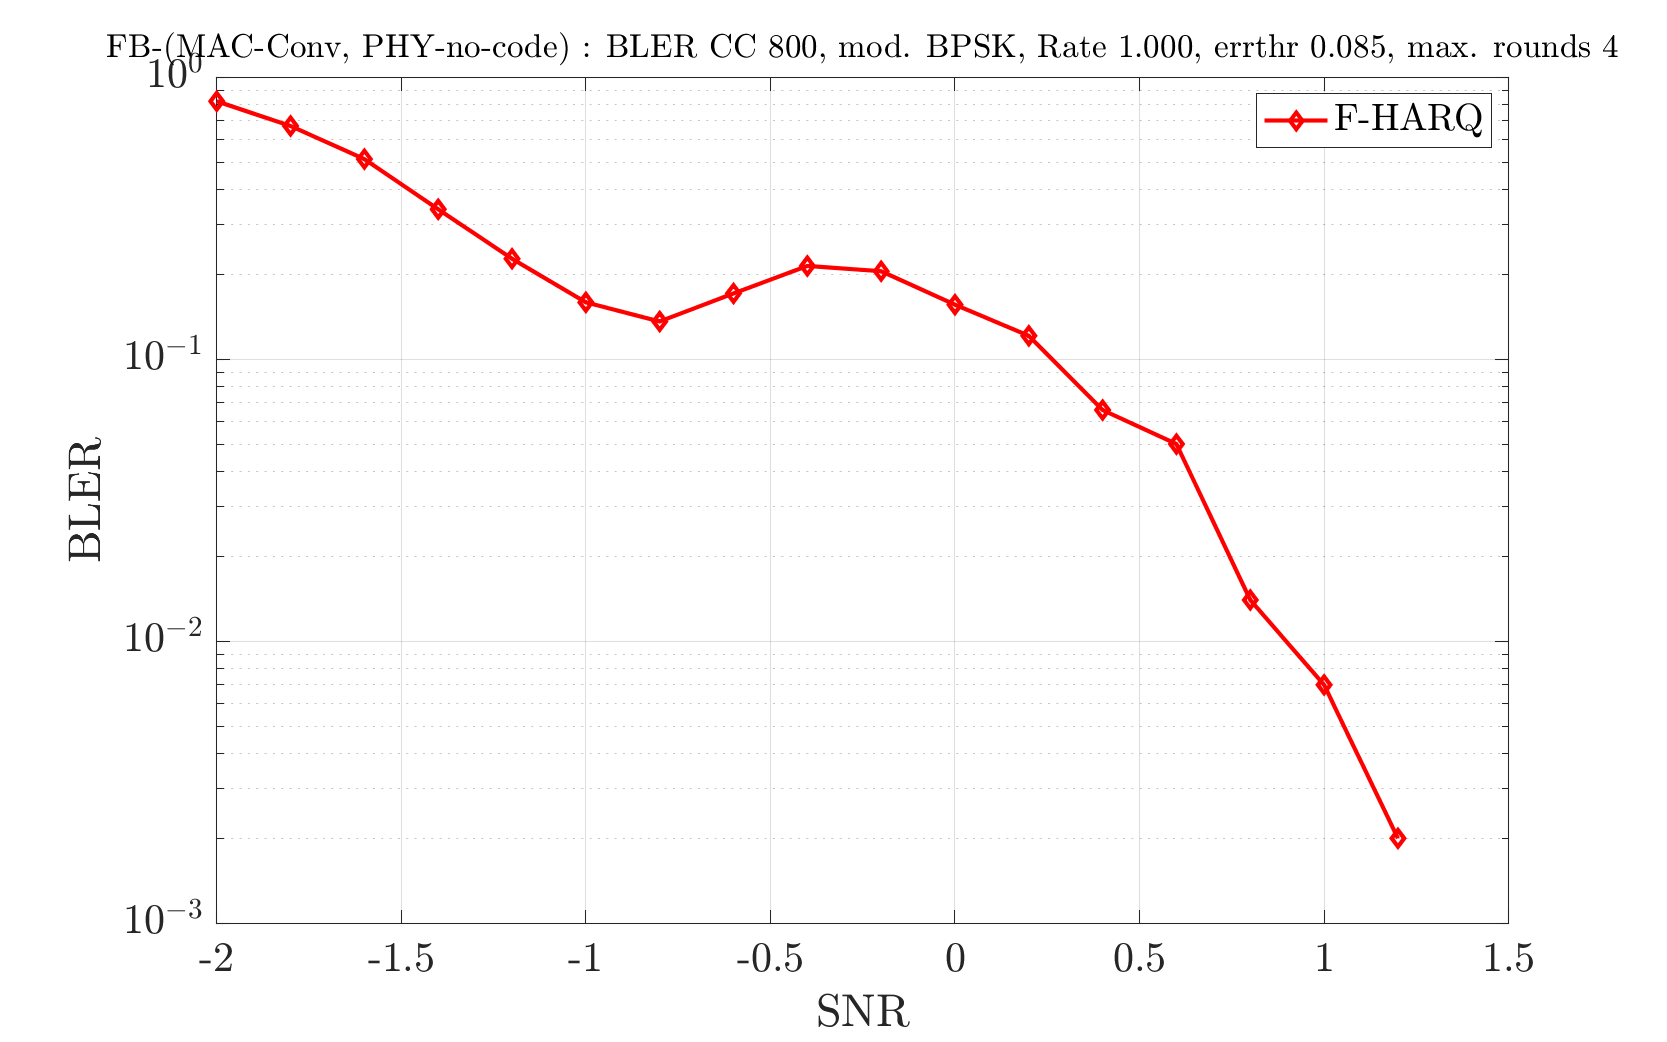 FB-(MAC-Conv, PHY-no-code) : BLER CC 800, mod. BPSK, Rate 1.000, errthr 0.085, max. rounds 4
10^0
F-HARQ
10^{-1}
BLER
10^{-2}
10^{-3}
-2 -1.5 -1 -0.5 0 0.5 1 1.5
SNR